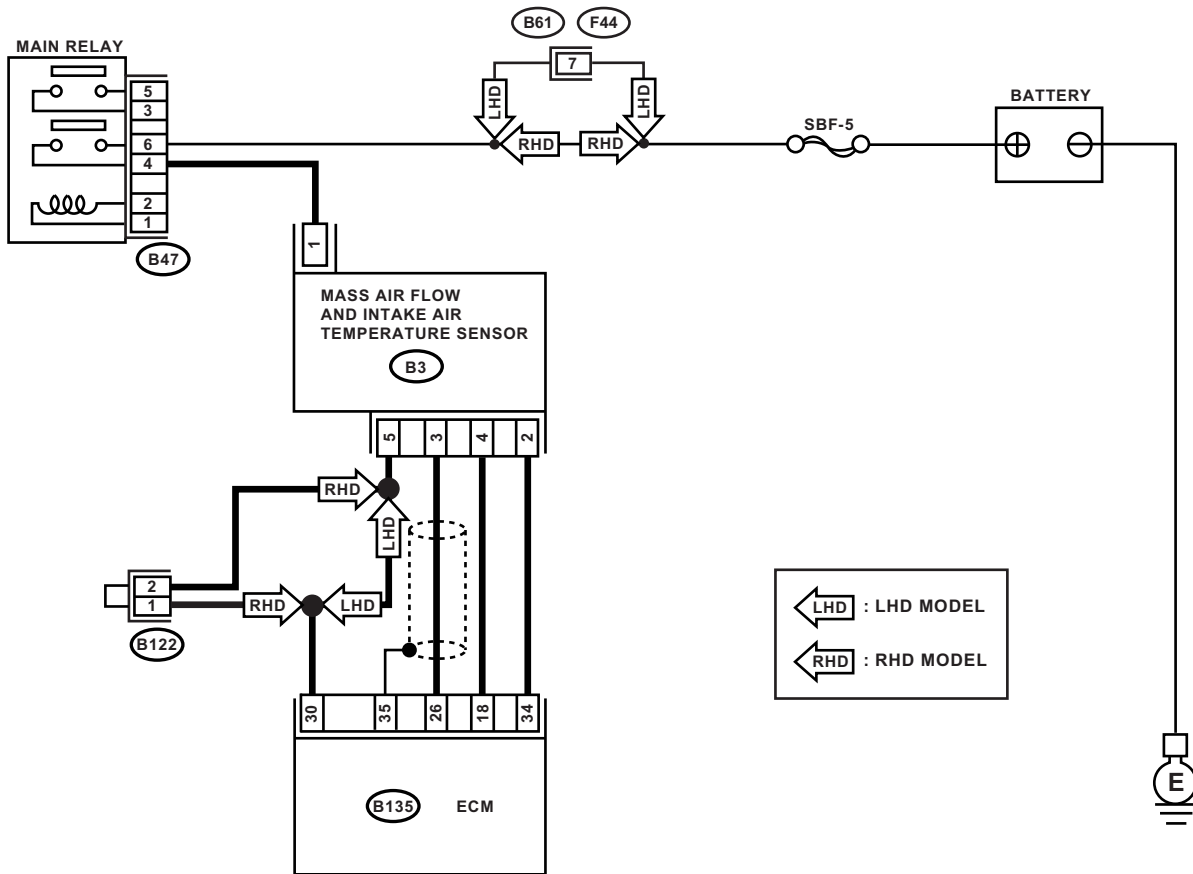 B61 F44
MAIN RELAY
7
LHD
LHD
BATTERY
SBF-5
5
3
6
4
2
1
RHD
RHD
B47
1
MASS AIR FLOW
AND INTAKE AIR
TEMPERATURE SENSOR
B3
5 3 4 2
RHD
LHD
2
1
RHD
LHD
B122
LHD : LHD MODEL
RHD : RHD MODEL
30 35 26 18 34
B135 ECM
E